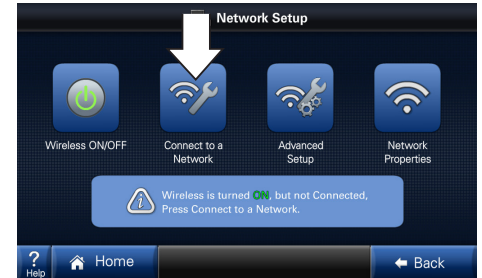 Network Setup
Wireless ON/OFF
Connect to a
Network
Advanced
Setup
Network
Properties
Wireless is turned ON, but not Connected,
Press Connect to a Network.
?
Help
Home
Back